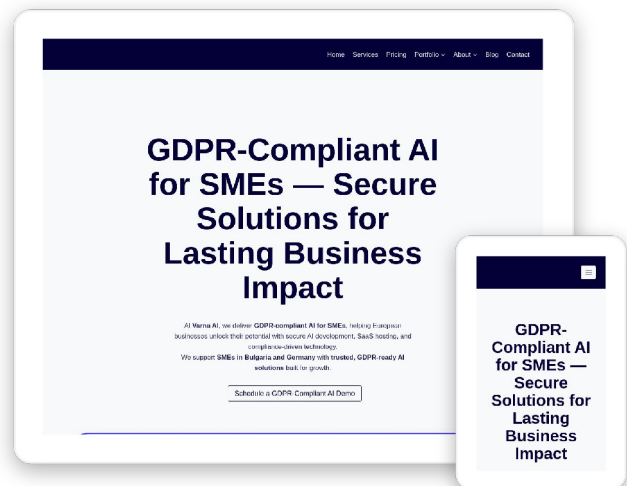 Home Services Pricing Portfolio About Blog Contact
GDPR-Compliant AI
for SMEs — Secure
Solutions for
Lasting Business
Impact
At Varna AI, we deliver GDPR-compliant AI for SMEs, helping European
businesses unlock their potential with secure AI development, SaaS hosting, and
compliance-driven technology.
We support SMEs in Bulgaria and Germany with trusted, GDPR-ready AI
solutions built for growth.
Schedule a GDPR-Compliant AI Demo
GDPR-
Compliant AI
for SMEs —
Secure
Solutions for
Lasting
Business
Impact